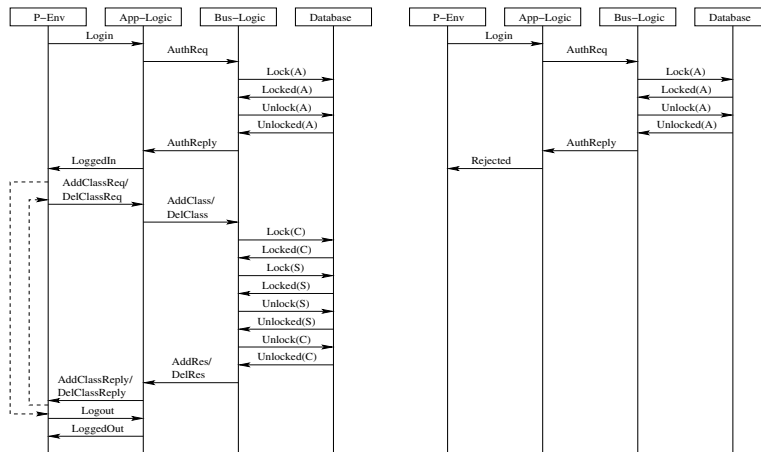 P-Env App-Logic Bus-Logic Database
Login
AuthReq
Lock(A)
Locked(A)
Unlock(A)
Unlocked(A)
AuthReply
LoggedIn
AddClassReq/
DelClassReq
AddClass/
DelClass
Lock(C)
Locked(C)
Lock(S)
Locked(S)
Unlock(S)
Unlocked(S)
Unlock(C)
Unlocked(C)
AddRes/
DelRes
AddClassReply/
DelClassReply
Logout
LoggedOut
P-Env App-Logic Bus-Logic Database
Login
AuthReq
Lock(A)
Locked(A)
Unlock(A)
Unlocked(A)
AuthReply
Rejected